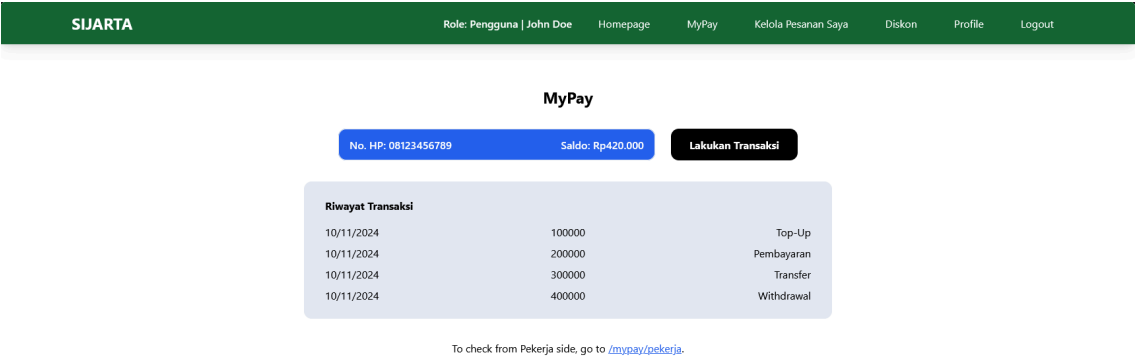 SIJARTA Role: Pengguna | John Doe Homepage MyPay Kelola Pesanan Saya Diskon Profile Logout
MyPay
No. HP: 08123456789 Saldo: Rp420.000 Lakukan Transaksi
Riwayat Transaksi
10/11/2024 100000 Top-Up
10/11/2024 200000 Pembayaran
10/11/2024 300000 Transfer
10/11/2024 400000 Withdrawal
To check from Pekerja side, go to /mypay/pekerja.